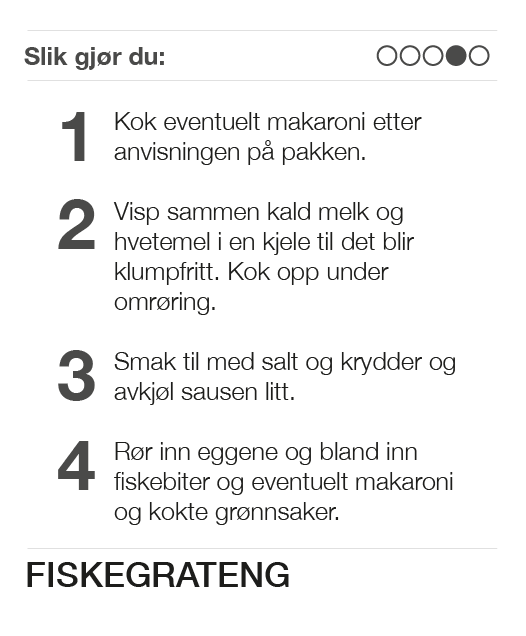 Slik gjør du:
1 Kok eventuelt makaroni etter
anvisningen på pakken.
2 Visp sammen kald melk og
hvetemel i en kjele til det blir
klumpfritt. Kok opp under
omrøring.
3 Smak til med salt og krydder og
avkjøl sausen litt.
4 Rør inn eggene og bland inn
fiskebiter og eventuelt makaroni
og kokte grønnsaker.
FISKEGRATENG